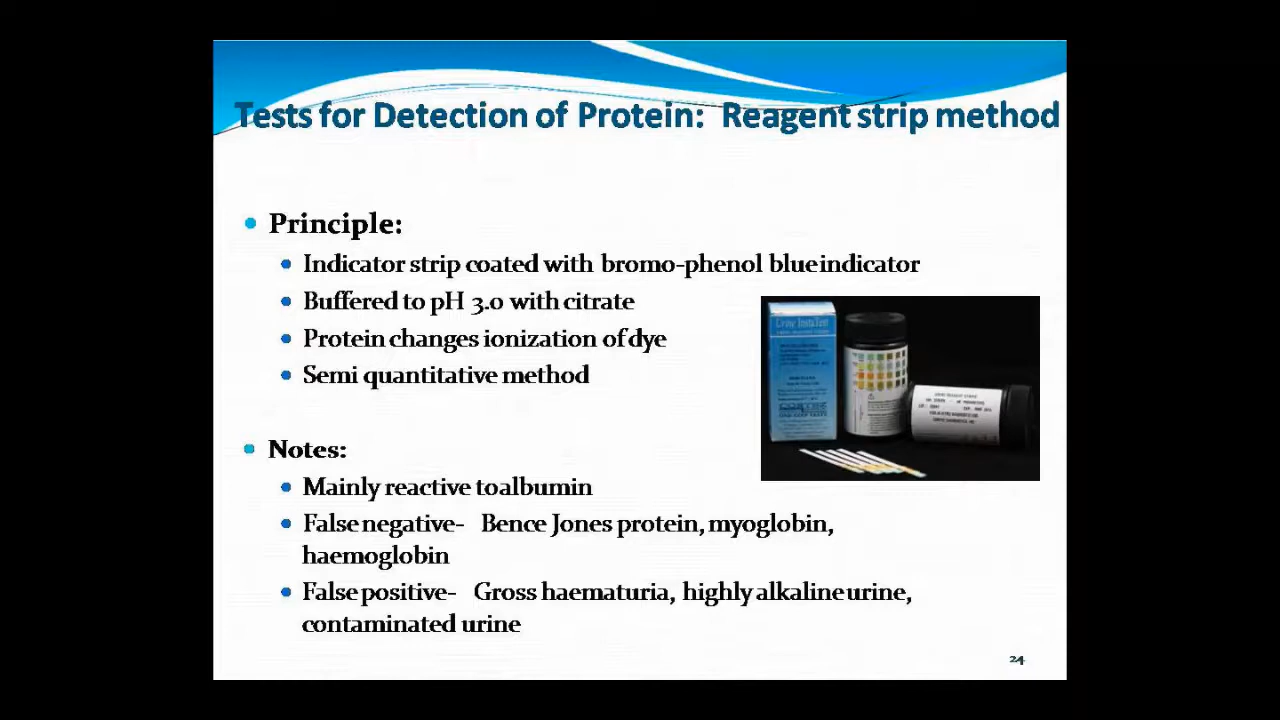 Tests for Detection of Protein: Reagent strip method
Principle:
Indicator strip coated with bromo-phenol blue indicator
Buffered to pH 3.0 with citrate
Protein changes ionization of dye
Semi quantitative method
Notes:
Mainly reactive to albumin
False negative- Bence Jones protein, myoglobin,
haemoglobin
False positive- Gross haematuria, highly alkaline urine,
contaminated urine
24